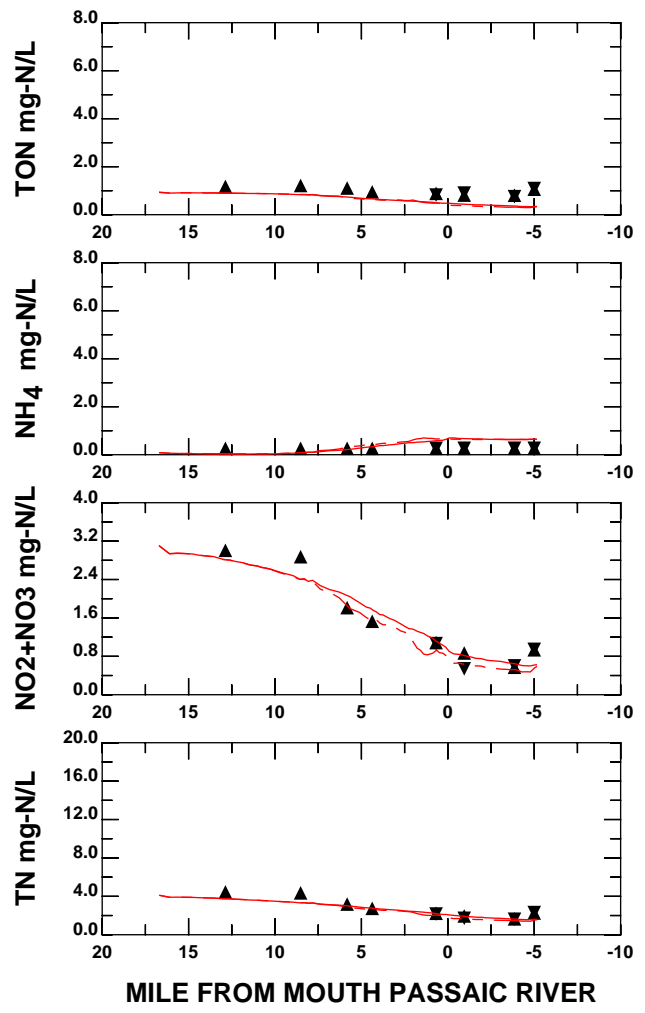 TON mg-N/L
8.0
6.0
4.0
2.0
0.0
20 15 10 5 0 -5 -10
NH4 mg-N/L
8.0
6.0
4.0
2.0
0.0
20 15 10 5 0 -5 -10
NO2+NO3 mg-N/L
4.0
3.2
2.4
1.6
0.8
0.0
20 15 10 5 0 -5 -10
TN mg-N/L
20.0
16.0
12.0
8.0
4.0
0.0
20 15 10 5 0 -5 -10
MILE FROM MOUTH PASSAIC RIVER